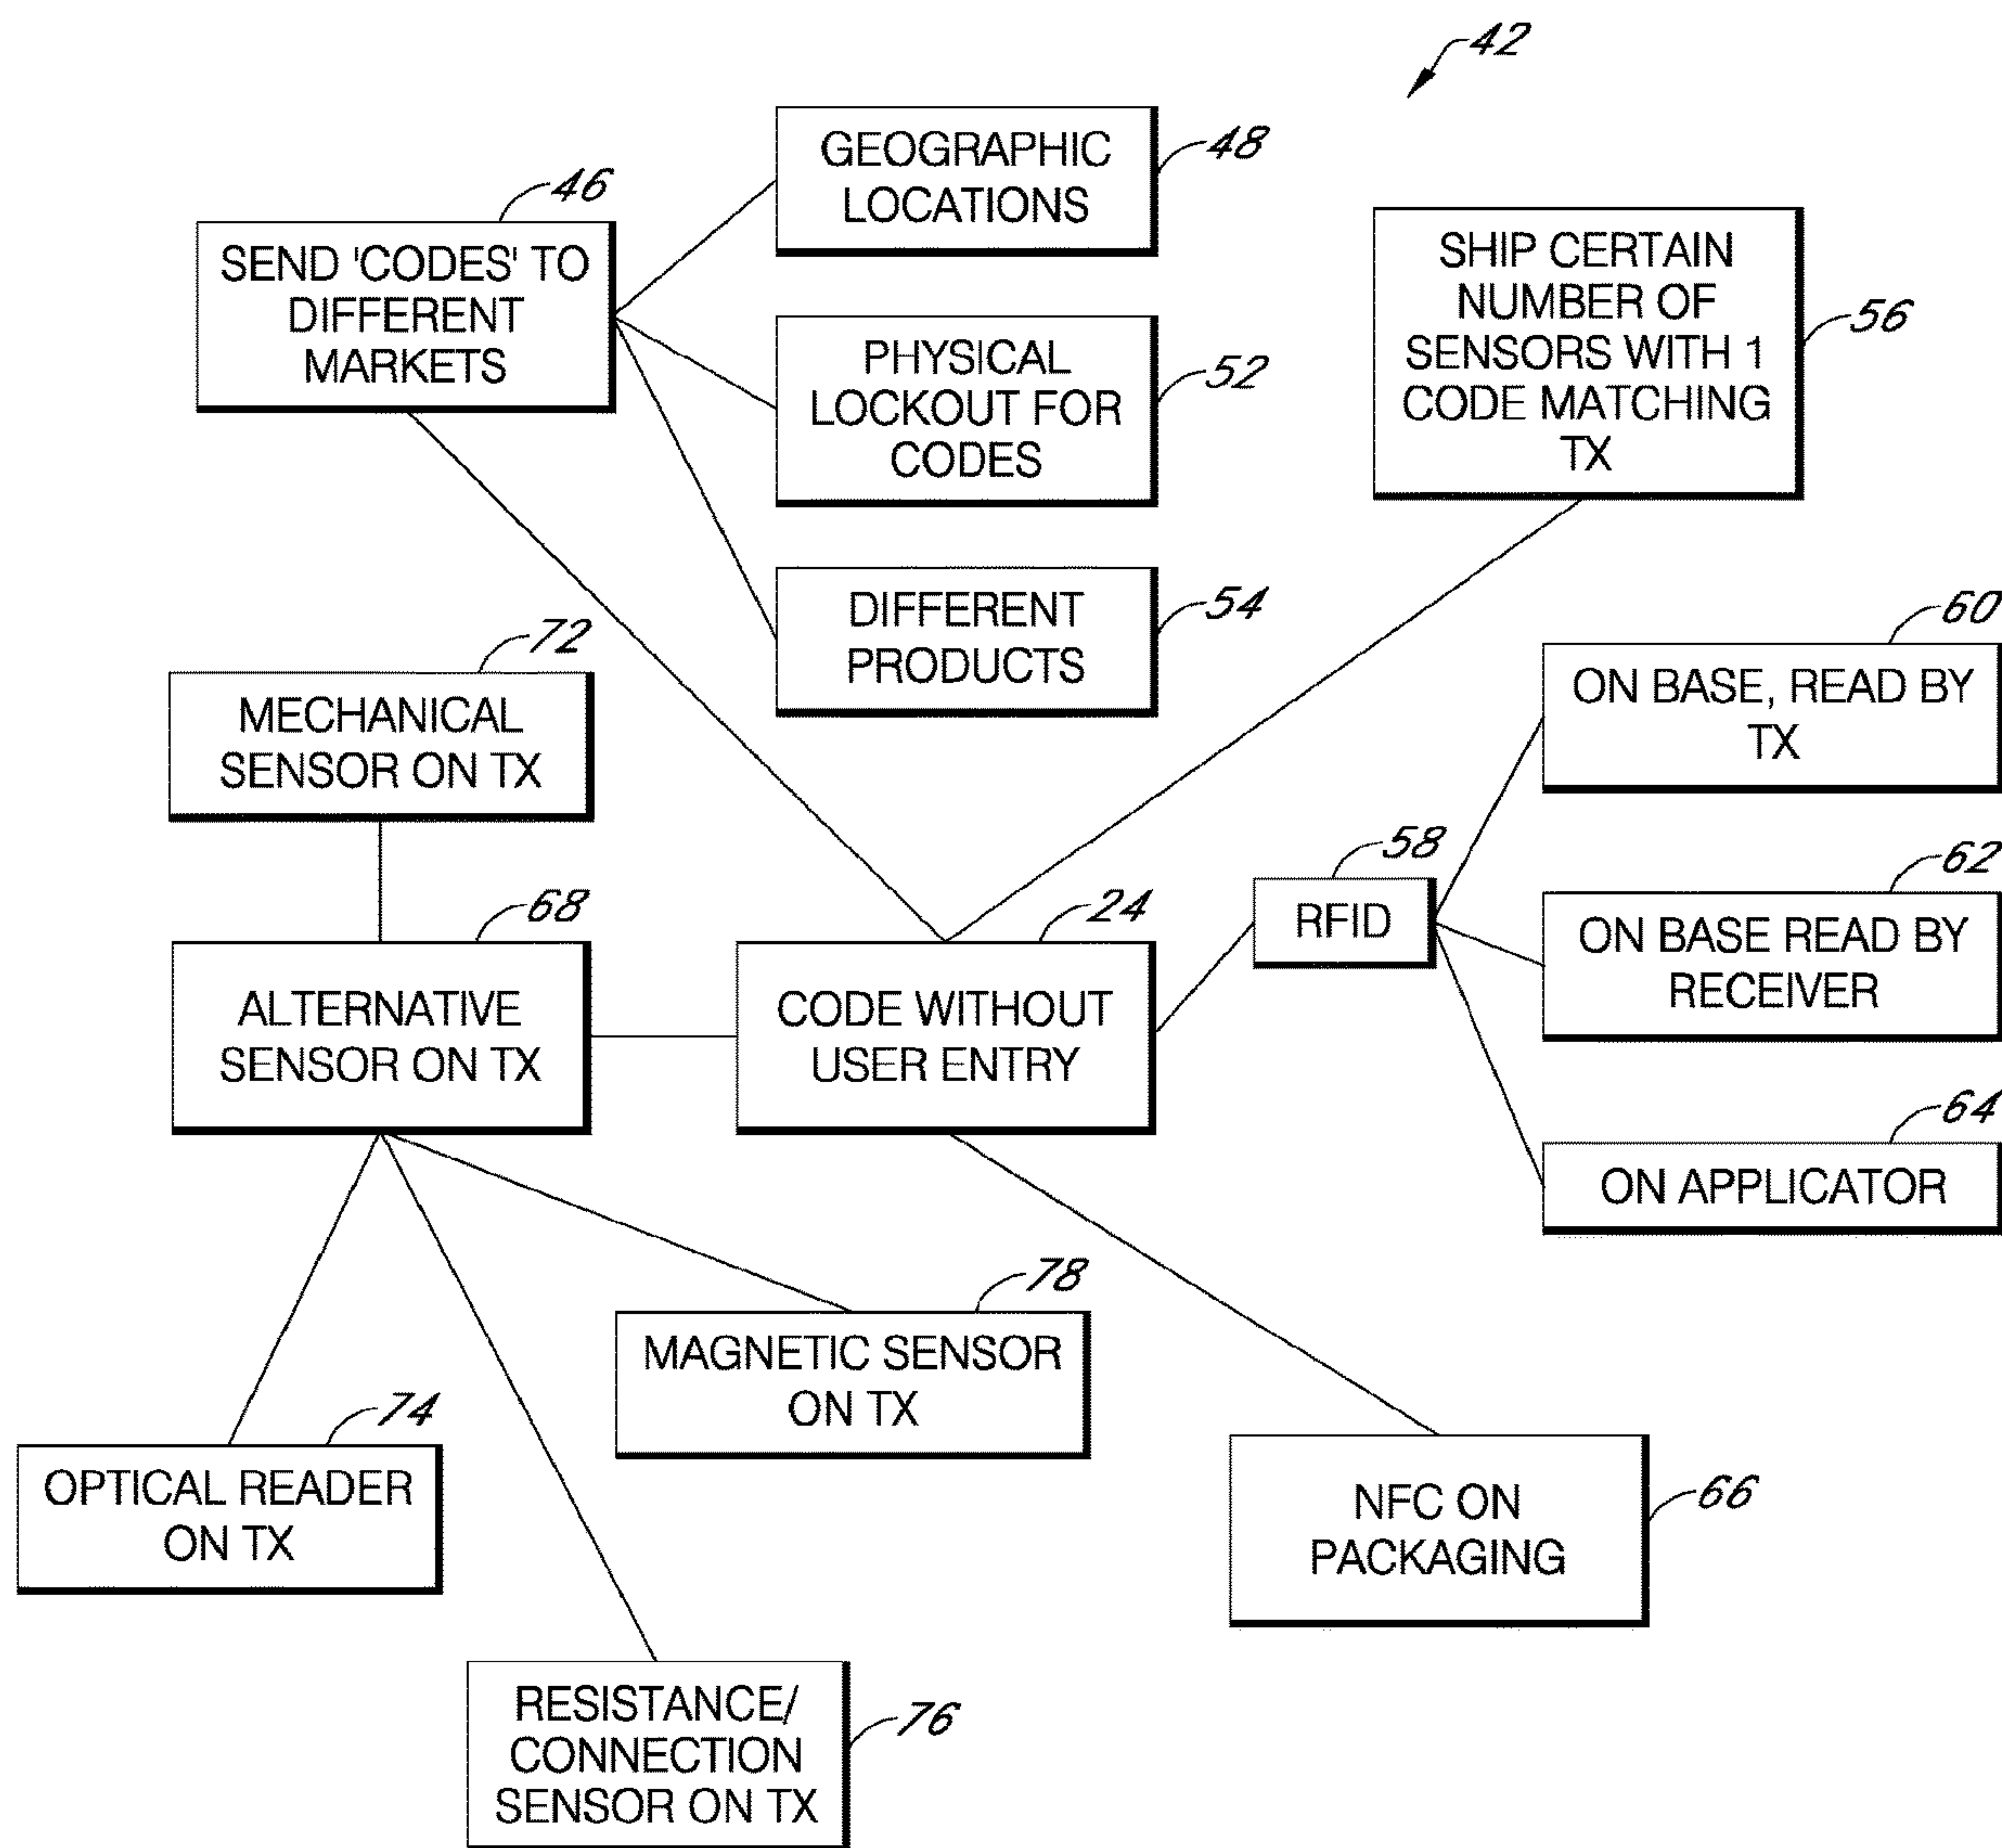 42
GEOGRAPHIC
LOCATIONS
48
46
SEND 'CODES' TO
DIFFERENT
MARKETS
SHIP CERTAIN
NUMBER OF
SENSORS WITH 1
CODE MATCHING
TX
56
PHYSICAL
LOCKOUT FOR
CODES
52
DIFFERENT
PRODUCTS
54
72
MECHANICAL
SENSOR ON TX
60
ON BASE, READ BY
TX
58
RFID
62
ON BASE READ BY
RECEIVER
68
ALTERNATIVE
SENSOR ON TX
24
CODE WITHOUT
USER ENTRY
64
ON APPLICATOR
78
MAGNETIC SENSOR
ON TX
74
OPTICAL READER
ON TX
NFC ON
PACKAGING
66
RESISTANCE/
CONNECTION
SENSOR ON TX
76